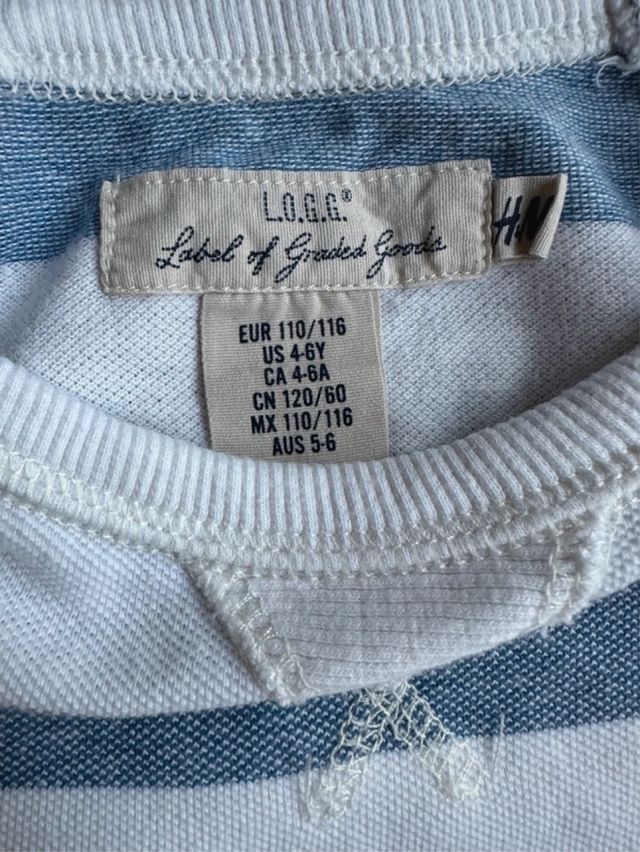 L.O.G.G.®
Label of Graded Goods
H&M
EUR 110/116
US 4-6Y
CA 4-6A
CN 120/60
MX 110/116
AUS 5-6